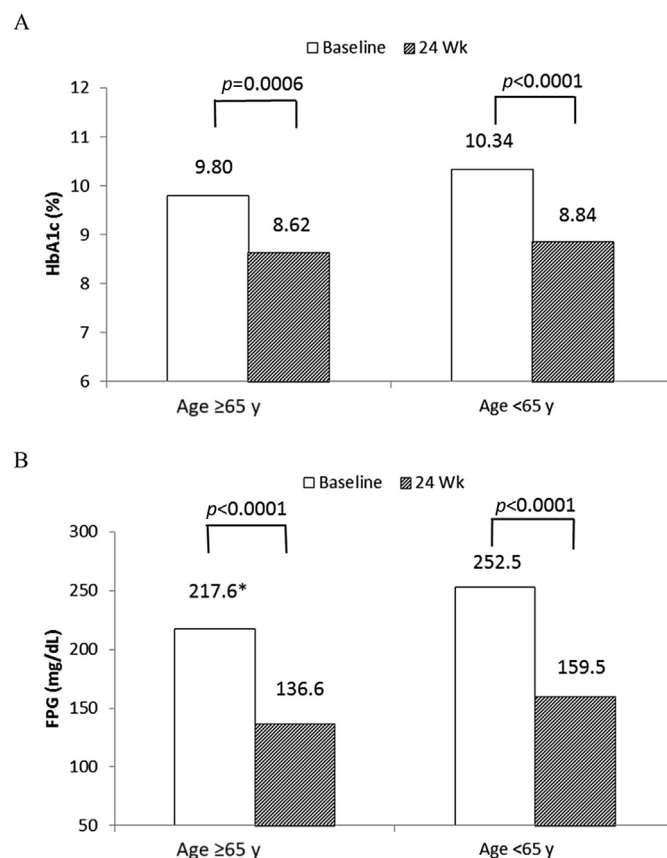 A
Baseline 24 Wk
12
11
10
9
8
7
6
HbA1c (%)
p=0.0006
p<0.0001
9.80
8.62
10.34
8.84
Age ≥65 y
Age <65 y
B
Baseline 24 Wk
300
250
200
150
100
50
FPG (mg/dL)
p<0.0001
p<0.0001
217.6*
136.6
252.5
159.5
Age ≥65 y
Age <65 y